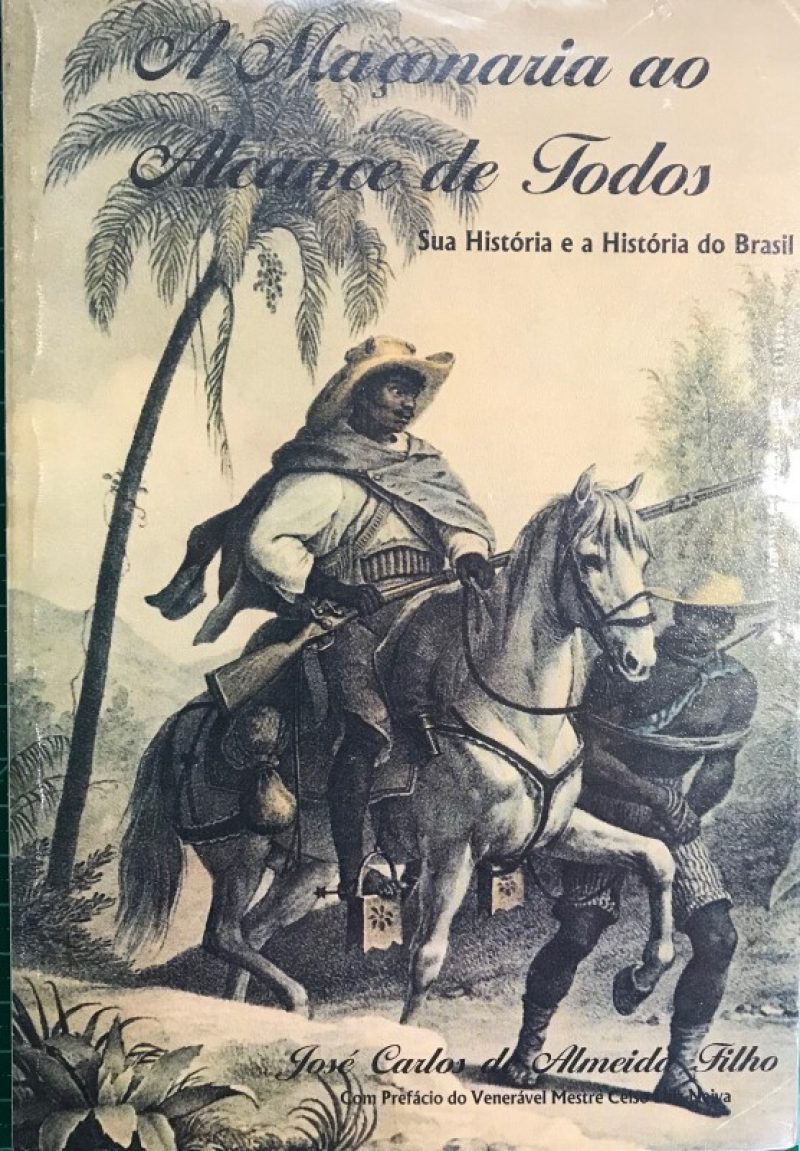 A Maçonaria ao
Alcance de Todos
Sua História e a História do Brasil
José Carlos de Almeida Filho
Com Prefácio do Venerável Mestre Celso Neiva